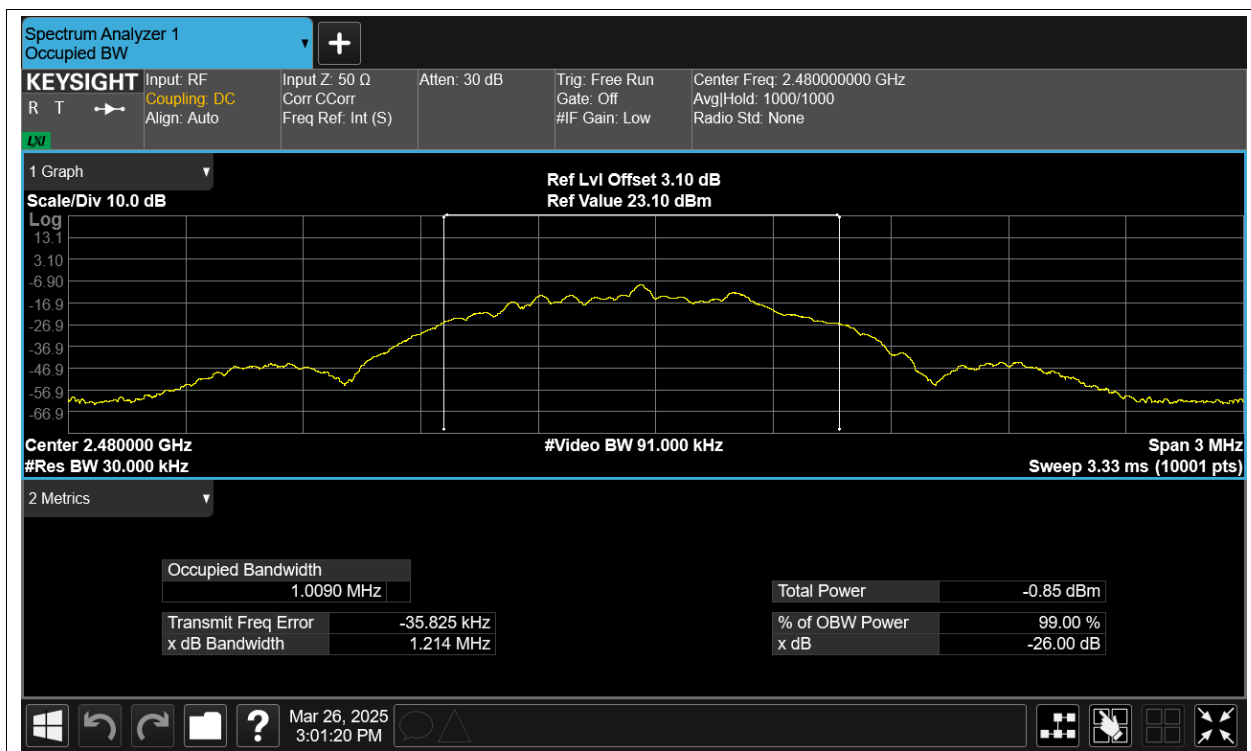 Spectrum Analyzer 1
Occupied BW
KEYSIGHT
R T
LXI
Input: RF
Coupling: DC
Align: Auto
Input Z: 50 Ω
Corr CCorr
Freq Ref: Int (S)
Atten: 30 dB
Trig: Free Run
Gate: Off
#IF Gain: Low
Center Freq: 2.480000000 GHz
Avg|Hold: 1000/1000
Radio Std: None
1 Graph
Ref Lvl Offset 3.10 dB
Scale/Div 10.0 dB
Ref Value 23.10 dBm
Log
13.1
3.10
-6.90
-16.9
-26.9
-36.9
-46.9
-56.9
-66.9
Center 2.480000 GHz
#Video BW 91.000 kHz
Span 3 MHz
#Res BW 30.000 kHz
Sweep 3.33 ms (10001 pts)
2 Metrics
Occupied Bandwidth
1.0090 MHz
Total Power -0.85 dBm
Transmit Freq Error -35.825 kHz
% of OBW Power 99.00 %
x dB Bandwidth 1.214 MHz
x dB -26.00 dB
?
Mar 26, 2025
3:01:20 PM